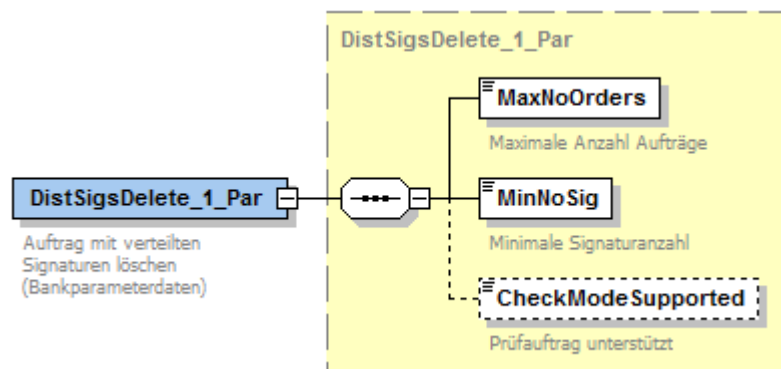 DistSigsDelete_1_Par
MaxNoOrders
Maximale Anzahl Aufträge
DistSigsDelete_1_Par
Auftrag mit verteilten
Signaturen löschen
(Bankparameterdaten)
MinNoSig
Minimale Signaturanzahl
CheckModeSupported
Prüfauftrag unterstützt